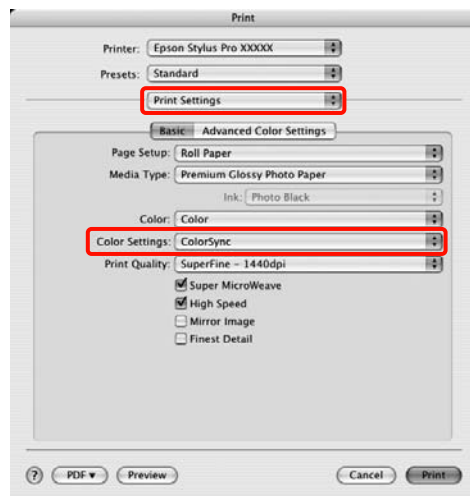 Print
Printer: Epson Stylus Pro XXXXX
Presets: Standard
Print Settings
Basic Advanced Color Settings
Page Setup: Roll Paper
Media Type: Premium Glossy Photo Paper
Ink: Photo Black
Color: Color
Color Settings: ColorSync
Print Quality: SuperFine - 1440dpi
Super MicroWeave
High Speed
Mirror Image
Finest Detail
? PDF Preview Cancel Print